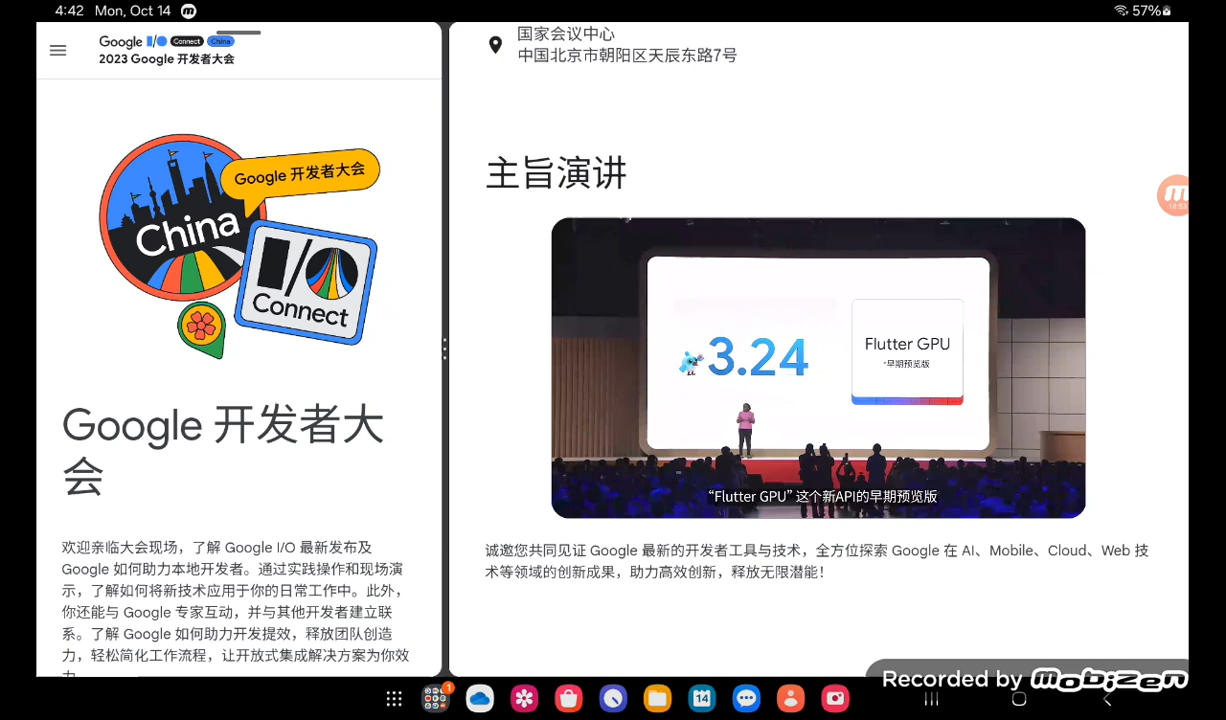 4:42 Mon, Oct 14
57%
Google I/O Connect China
2023 Google 开发者大会
Google 开发者大会
China
I/O
Connect
Google 开发者大
会
欢迎亲临大会现场，了解 Google I/O 最新发布及
Google 如何助力本地开发者。通过实践操作和现场演
示，了解如何将新技术应用于你的日常工作中。此外，
你还能与 Google 专家互动，并与其他开发者建立联
系。了解 Google 如何助力开发提效，释放团队创造
力，轻松简化工作流程，让开放式集成解决方案为你效
力
国家会议中心
中国北京市朝阳区天辰东路7号
主旨演讲
3.24
Flutter GPU
*早期预览版
“Flutter GPU” 这个新API的早期预览版
诚邀您共同见证 Google 最新的开发者工具与技术，全方位探索 Google 在 AI、Mobile、Cloud、Web 技
术等领域的创新成果，助力高效创新，释放无限潜能！
Recorded by mobizen
1
14